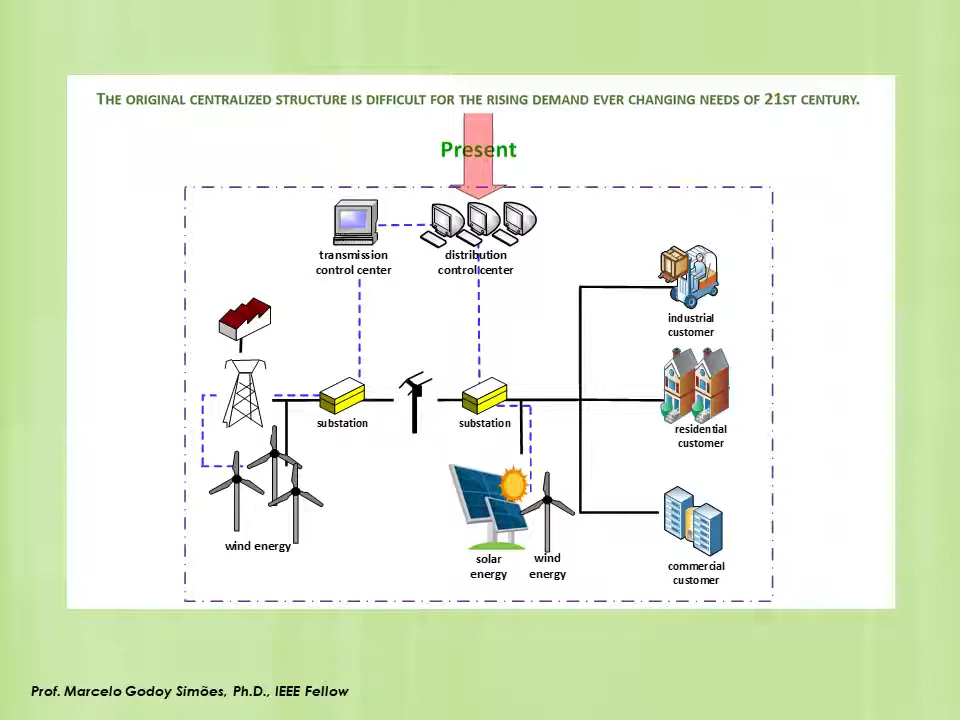 THE ORIGINAL CENTRALIZED STRUCTURE IS DIFFICULT FOR THE RISING DEMAND EVER CHANGING NEEDS OF 21ST CENTURY.
Present
transmission
control center
distribution
control center
industrial
customer
substation
substation
residential
customer
wind energy
solar
energy
wind
energy
commercial
customer
Prof. Marcelo Godoy Simões, Ph.D., IEEE Fellow